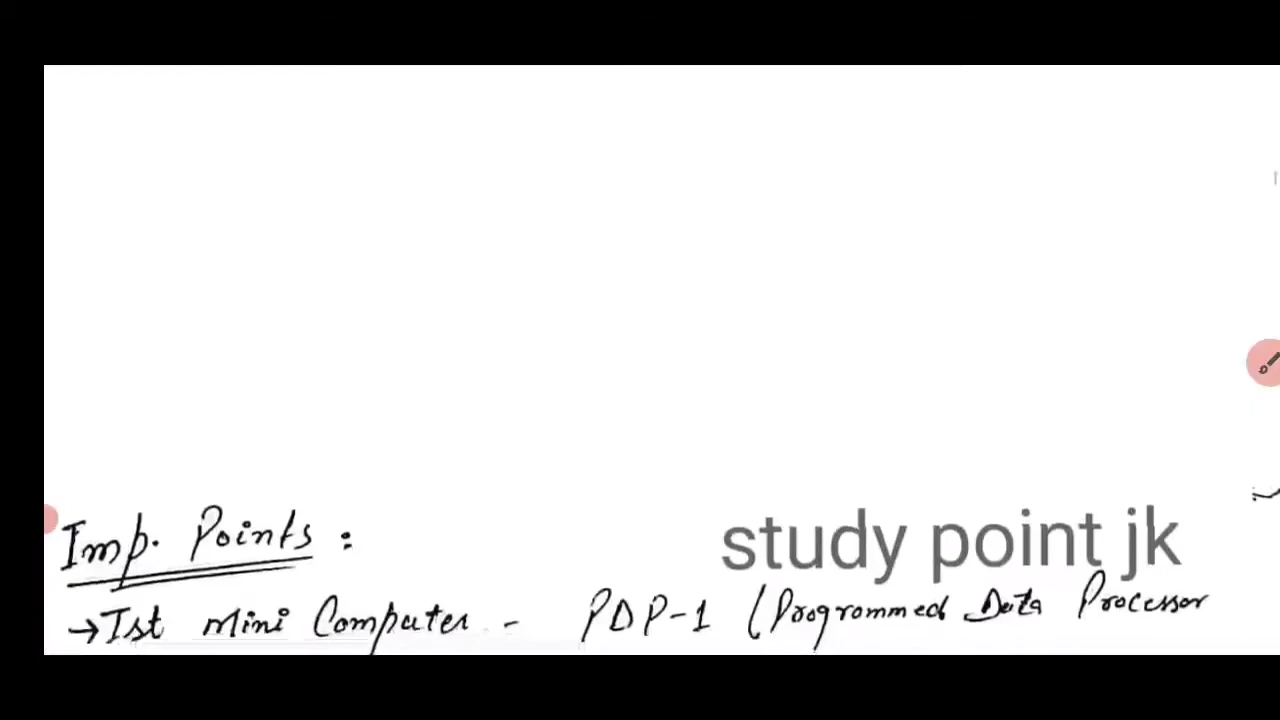 Imp. Points :
study point jk
→ Ist Mini Computer - PDP-1 (Programmed Data Processor